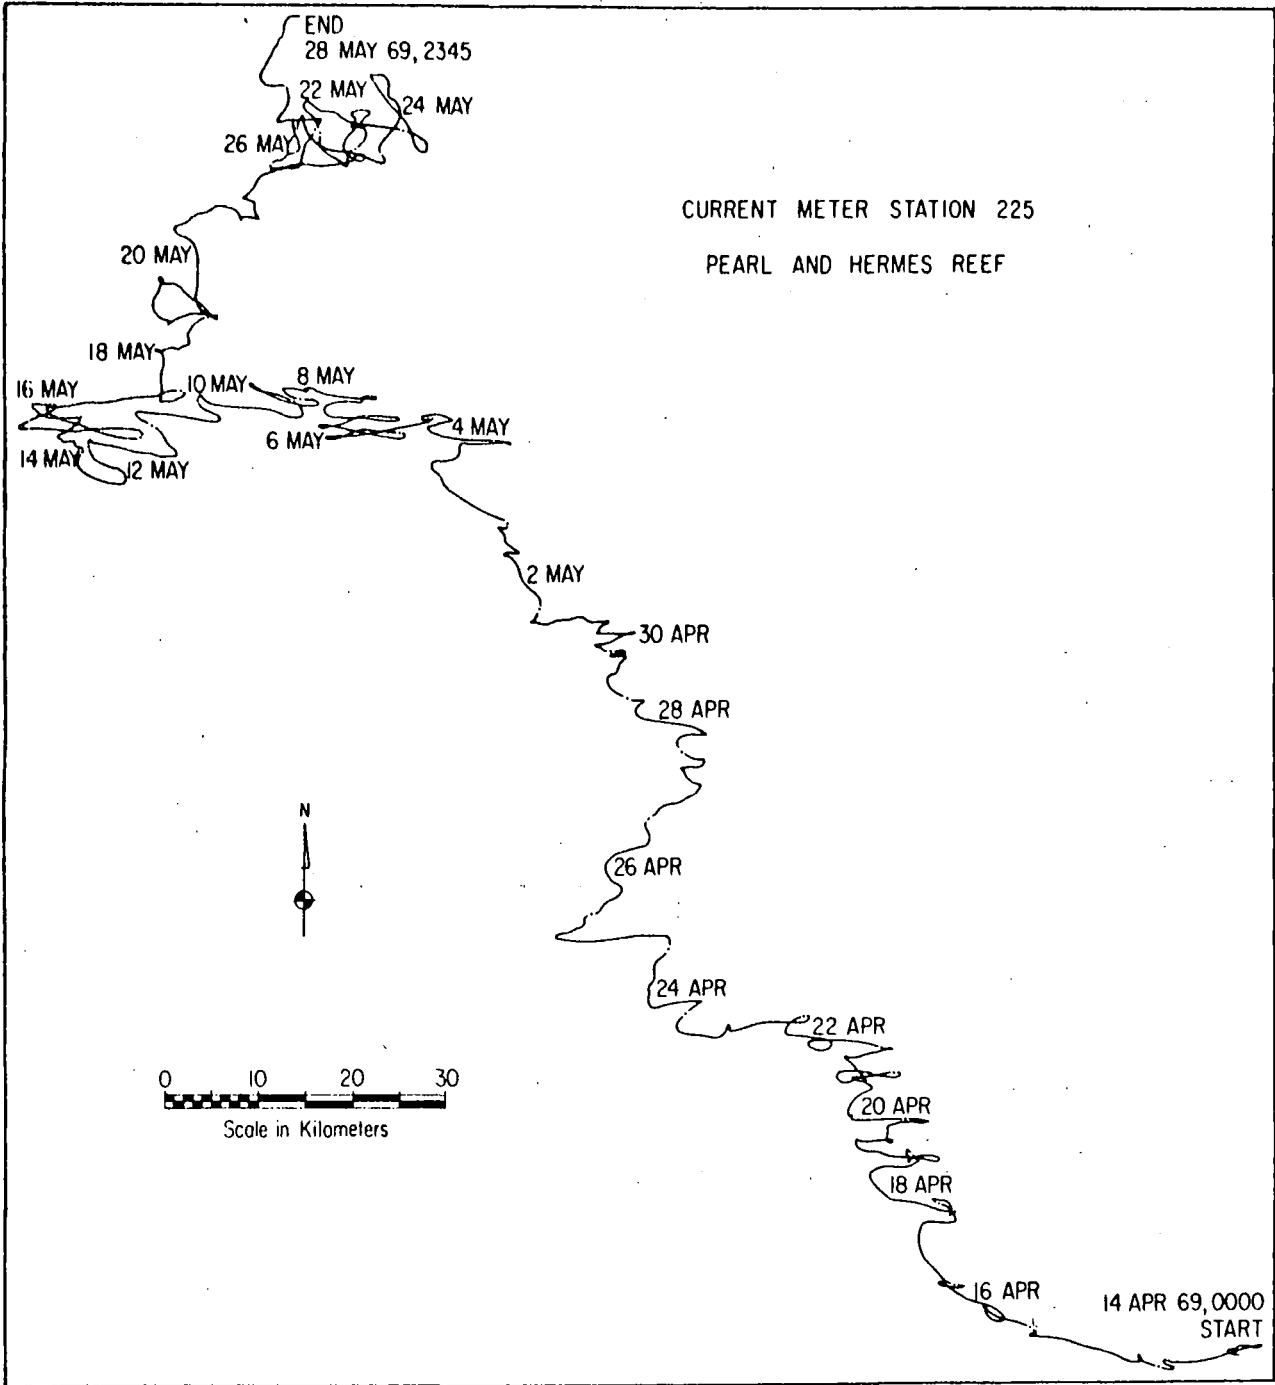 END
28 MAY 69, 2345
22 MAY
24 MAY
26 MAY
CURRENT METER STATION 225
PEARL AND HERMES REEF
20 MAY
18 MAY
16 MAY
10 MAY
8 MAY
4 MAY
6 MAY
14 MAY
12 MAY
2 MAY
30 APR
28 APR
N
26 APR
24 APR
22 APR
0 10 20 30
Scale in Kilometers
20 APR
18 APR
16 APR
14 APR 69, 0000
START